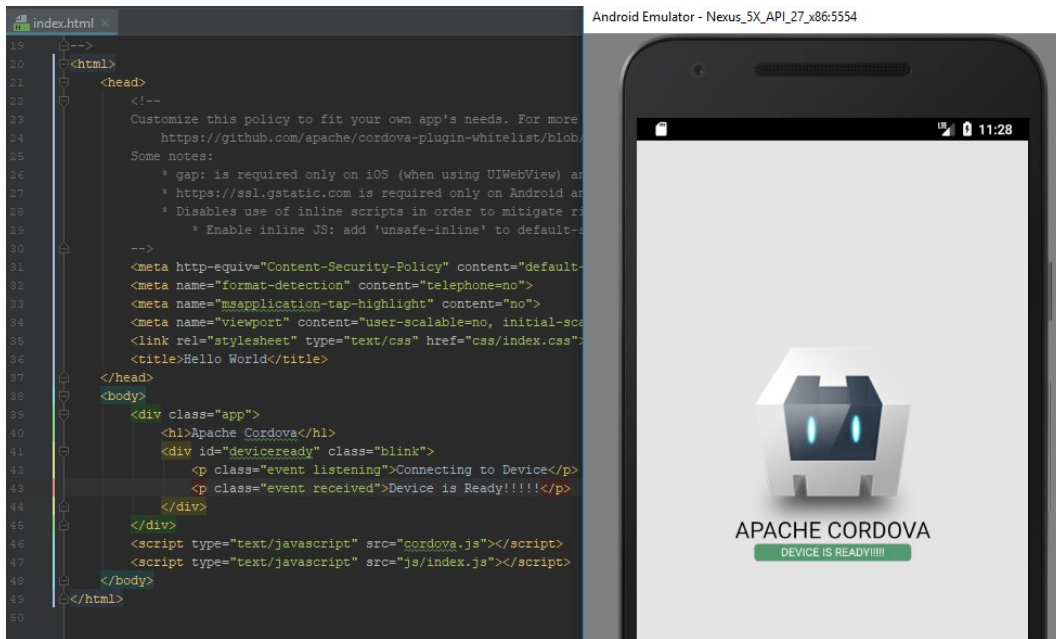 index.html
19 -->
20 <html>
21 <head>
22 <!--
23 Customize this policy to fit your own app's needs. For more
24 https://github.com/apache/cordova-plugin-whitelist/blob/
25 Some notes:
26 * gap: is required only on iOS (when using UIWebView) an
27 * https://ssl.gstatic.com is required only on Android an
28 * Disables use of inline scripts in order to mitigate ri
29 * Enable inline JS: add 'unsafe-inline' to default-s
30 -->
31 <meta http-equiv="Content-Security-Policy" content="default-
32 <meta name="format-detection" content="telephone=no">
33 <meta name="msapplication-tap-highlight" content="no">
34 <meta name="viewport" content="user-scalable=no, initial-sca
35 <link rel="stylesheet" type="text/css" href="css/index.css">
36 <title>Hello World</title>
37 </head>
38 <body>
39 <div class="app">
40 <h1>Apache Cordova</h1>
41 <div id="deviceready" class="blink">
42 <p class="event listening">Connecting to Device</p>
43 <p class="event received">Device is Ready!!!!!</p>
44 </div>
45 </div>
46 <script type="text/javascript" src="cordova.js"></script>
47 <script type="text/javascript" src="js/index.js"></script>
48 </body>
49 </html>
50
Android Emulator - Nexus_5X_API_27_x86:5554
LTE 11:28
APACHE CORDOVA
DEVICE IS READY!!!!!